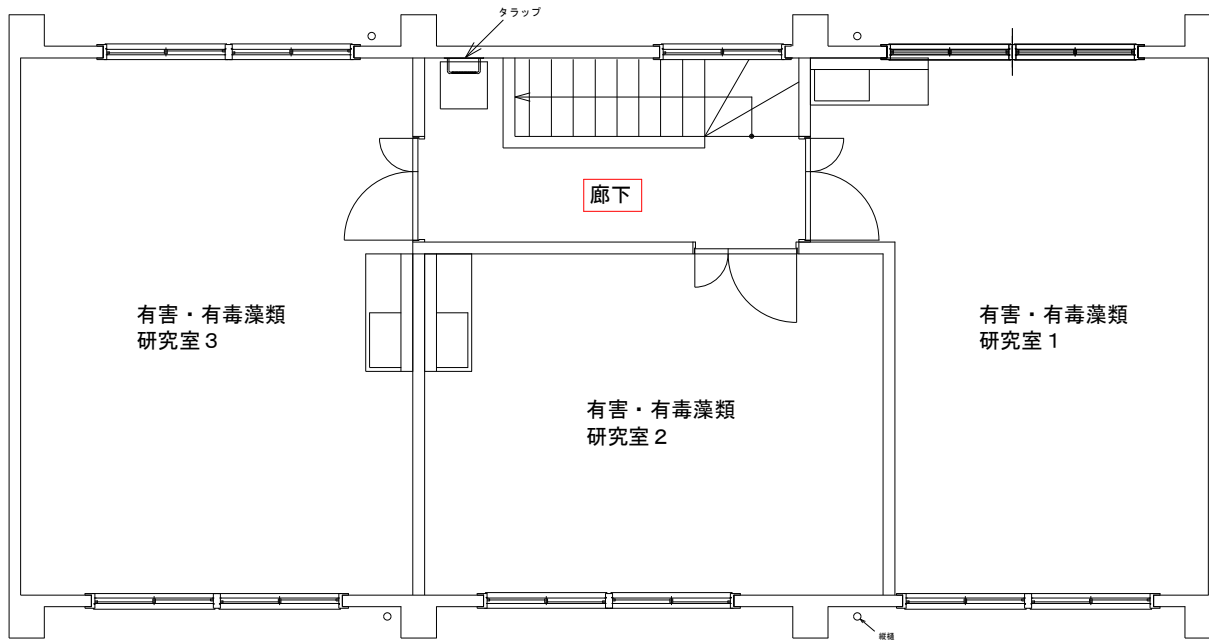 タラップ
廊下
有害・有毒藻類
研究室３
有害・有毒藻類
研究室１
有害・有毒藻類
研究室２
縦樋